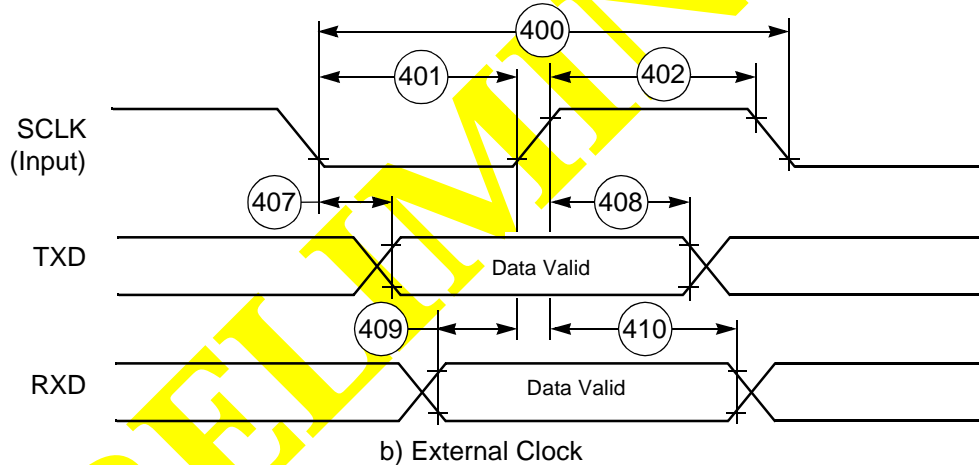 400
401
402
SCLK
(Input)
407
408
TXD
Data Valid
409
410
RXD
Data Valid
b) External Clock